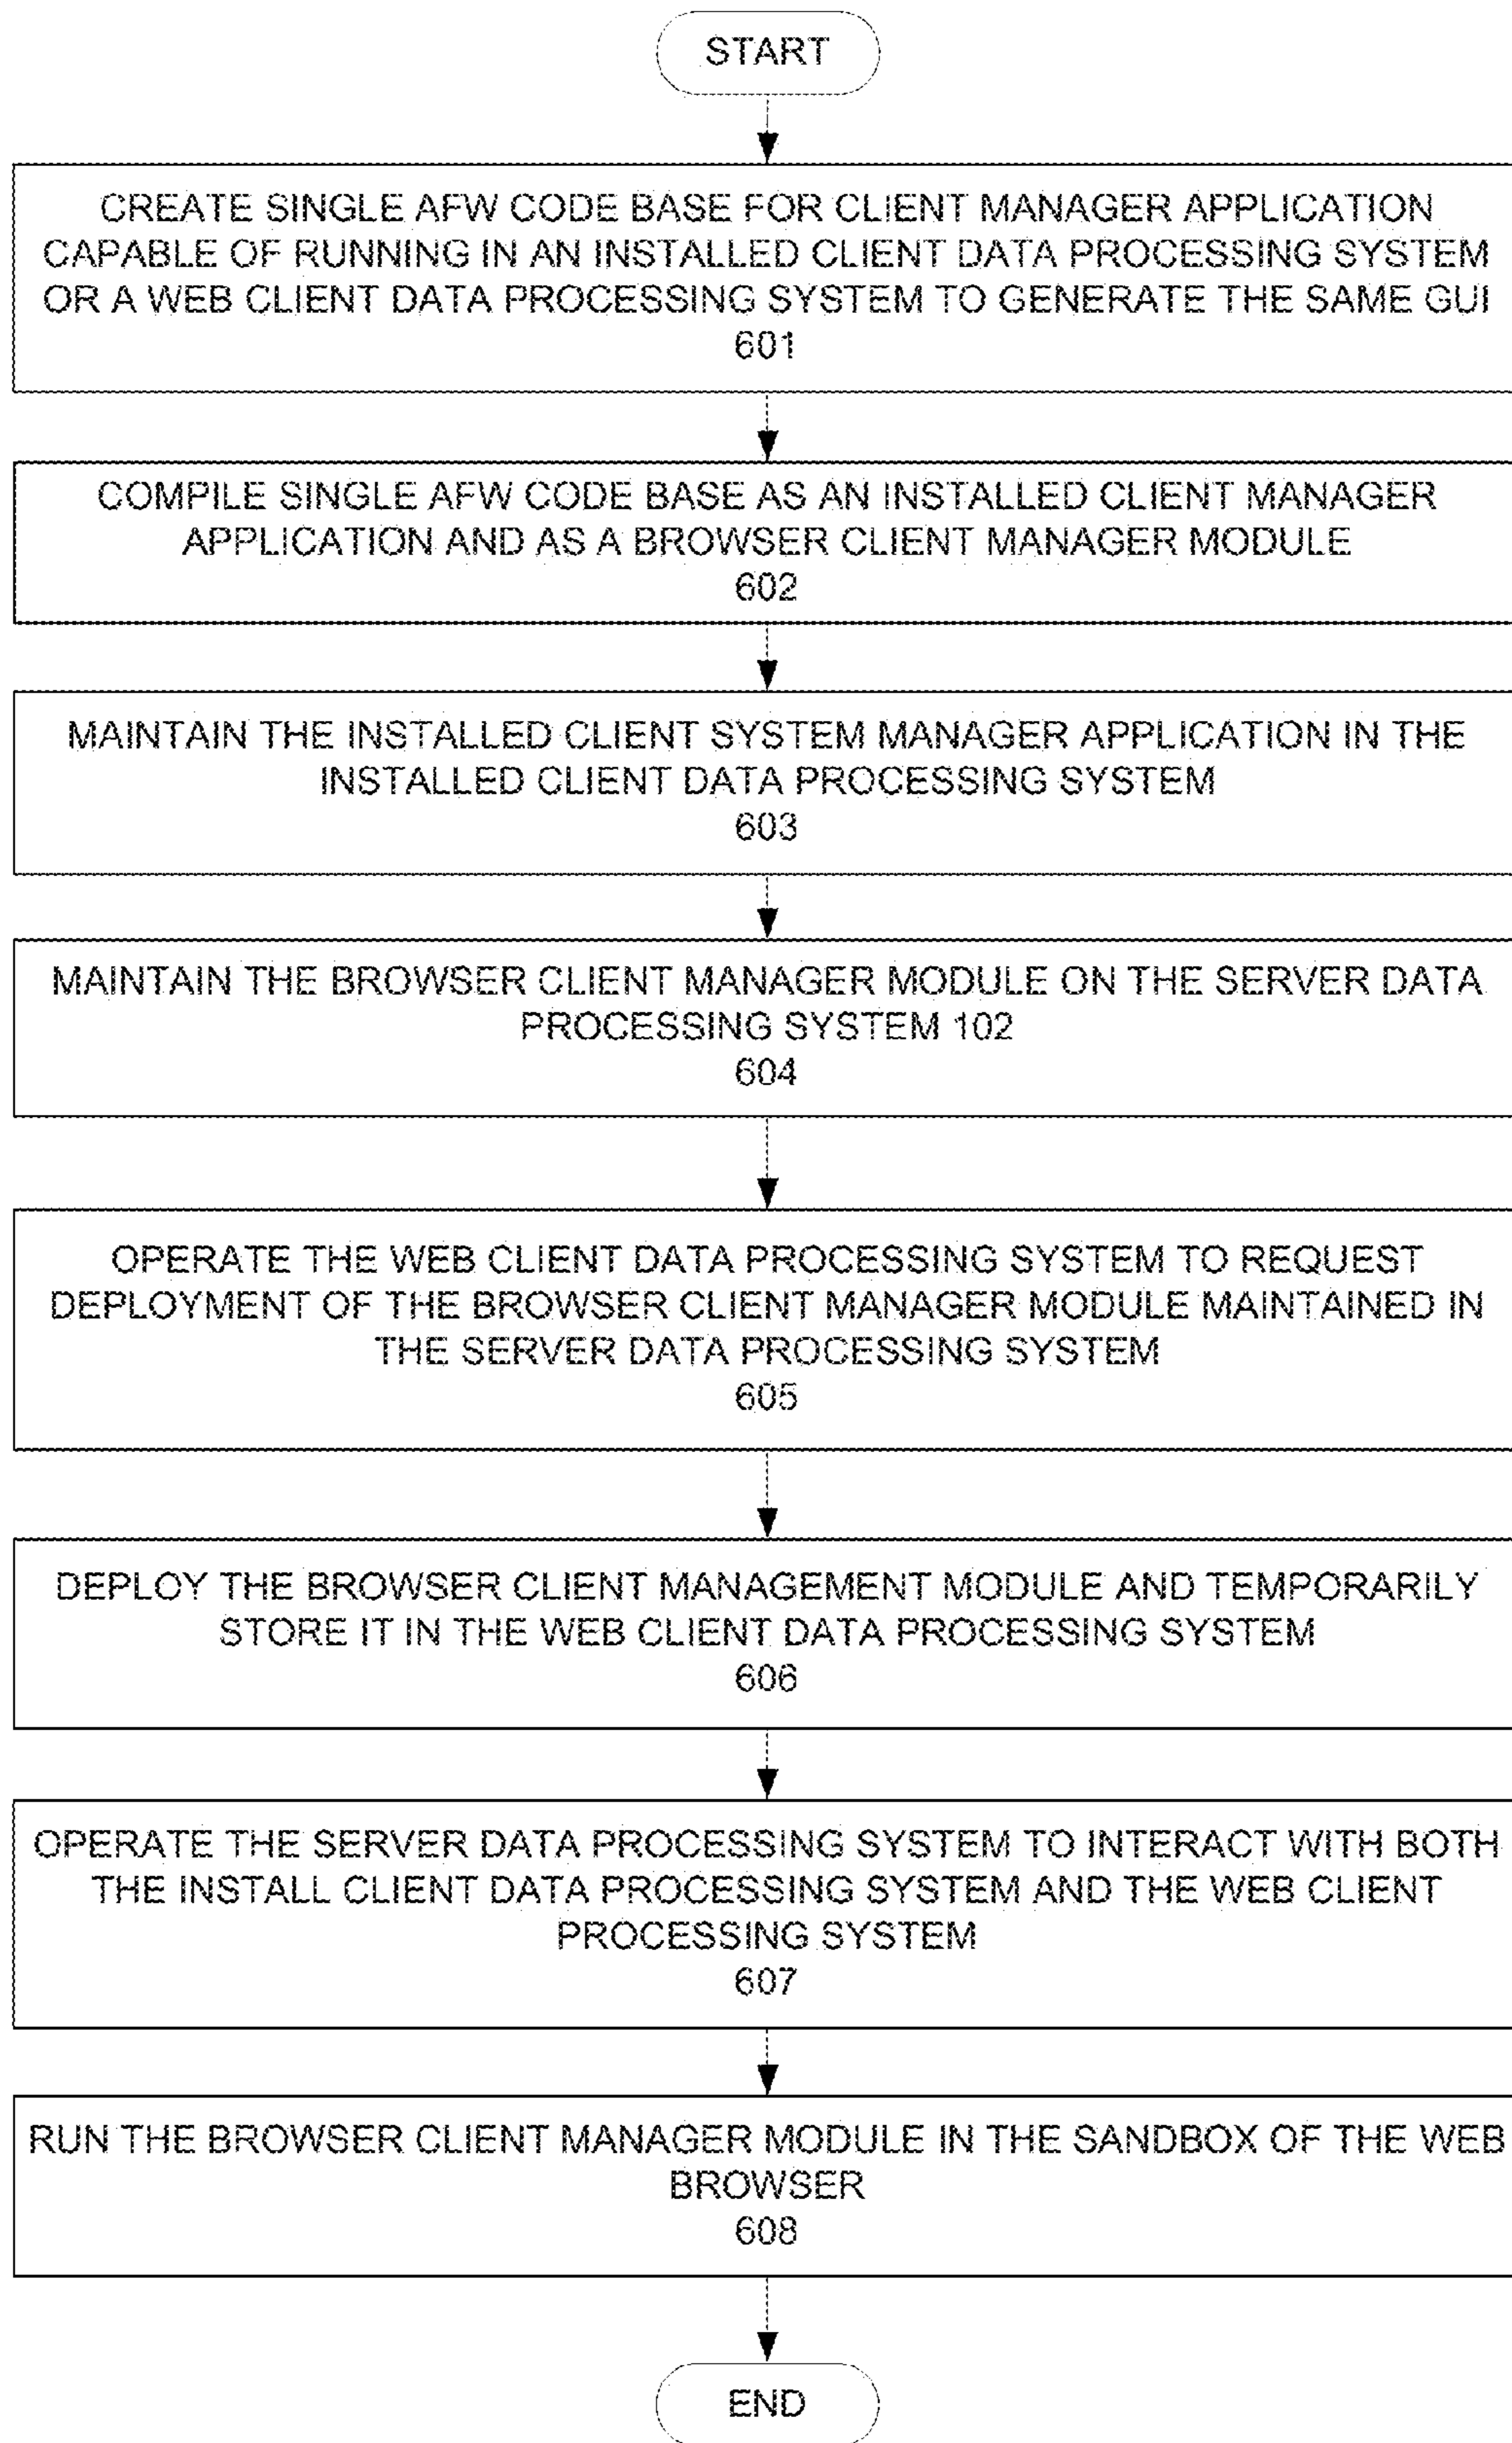 START
CREATE SINGLE AFW CODE BASE FOR CLIENT MANAGER APPLICATION
CAPABLE OF RUNNING IN AN INSTALLED CLIENT DATA PROCESSING SYSTEM
OR A WEB CLIENT DATA PROCESSING SYSTEM TO GENERATE THE SAME GUI
601
COMPILE SINGLE AFW CODE BASE AS AN INSTALLED CLIENT MANAGER
APPLICATION AND AS A BROWSER CLIENT MANAGER MODULE
602
MAINTAIN THE INSTALLED CLIENT SYSTEM MANAGER APPLICATION IN THE
INSTALLED CLIENT DATA PROCESSING SYSTEM
603
MAINTAIN THE BROWSER CLIENT MANAGER MODULE ON THE SERVER DATA
PROCESSING SYSTEM 102
604
OPERATE THE WEB CLIENT DATA PROCESSING SYSTEM TO REQUEST
DEPLOYMENT OF THE BROWSER CLIENT MANAGER MODULE MAINTAINED IN
THE SERVER DATA PROCESSING SYSTEM
605
DEPLOY THE BROWSER CLIENT MANAGEMENT MODULE AND TEMPORARILY
STORE IT IN THE WEB CLIENT DATA PROCESSING SYSTEM
606
OPERATE THE SERVER DATA PROCESSING SYSTEM TO INTERACT WITH BOTH
THE INSTALL CLIENT DATA PROCESSING SYSTEM AND THE WEB CLIENT
PROCESSING SYSTEM
607
RUN THE BROWSER CLIENT MANAGER MODULE IN THE SANDBOX OF THE WEB
BROWSER
608
END